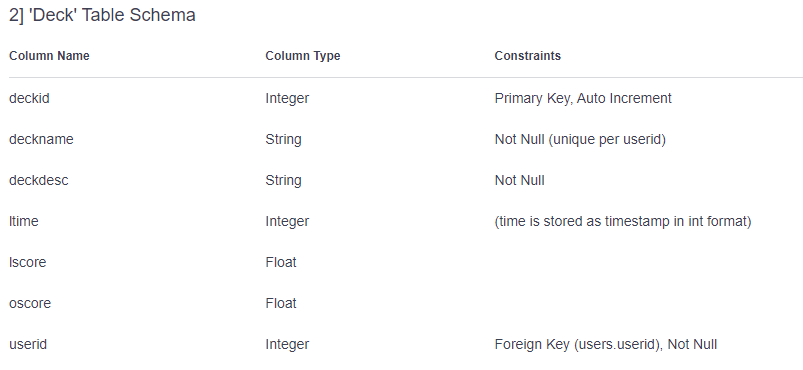 2] 'Deck' Table Schema
Column Name Column Type Constraints
deckid Integer Primary Key, Auto Increment
deckname String Not Null (unique per userid)
deckdesc String Not Null
ltime Integer (time is stored as timestamp in int format)
lscore Float
oscore Float
userid Integer Foreign Key (users.userid), Not Null